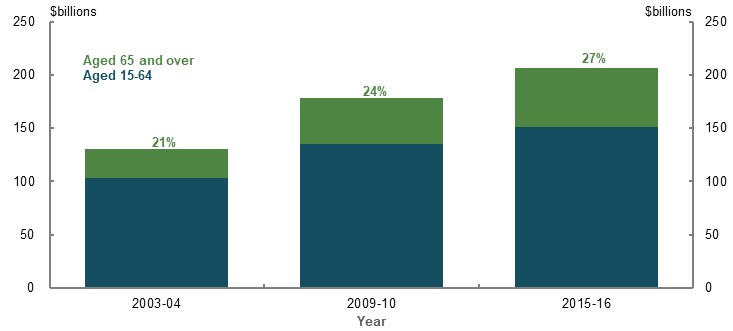 $billions $billions
250 250
Aged 65 and over 27%
Aged 15-64
200 200
24%
150 150
21%
100 100
50 50
0 0
2003-04 2009-10 2015-16
Year